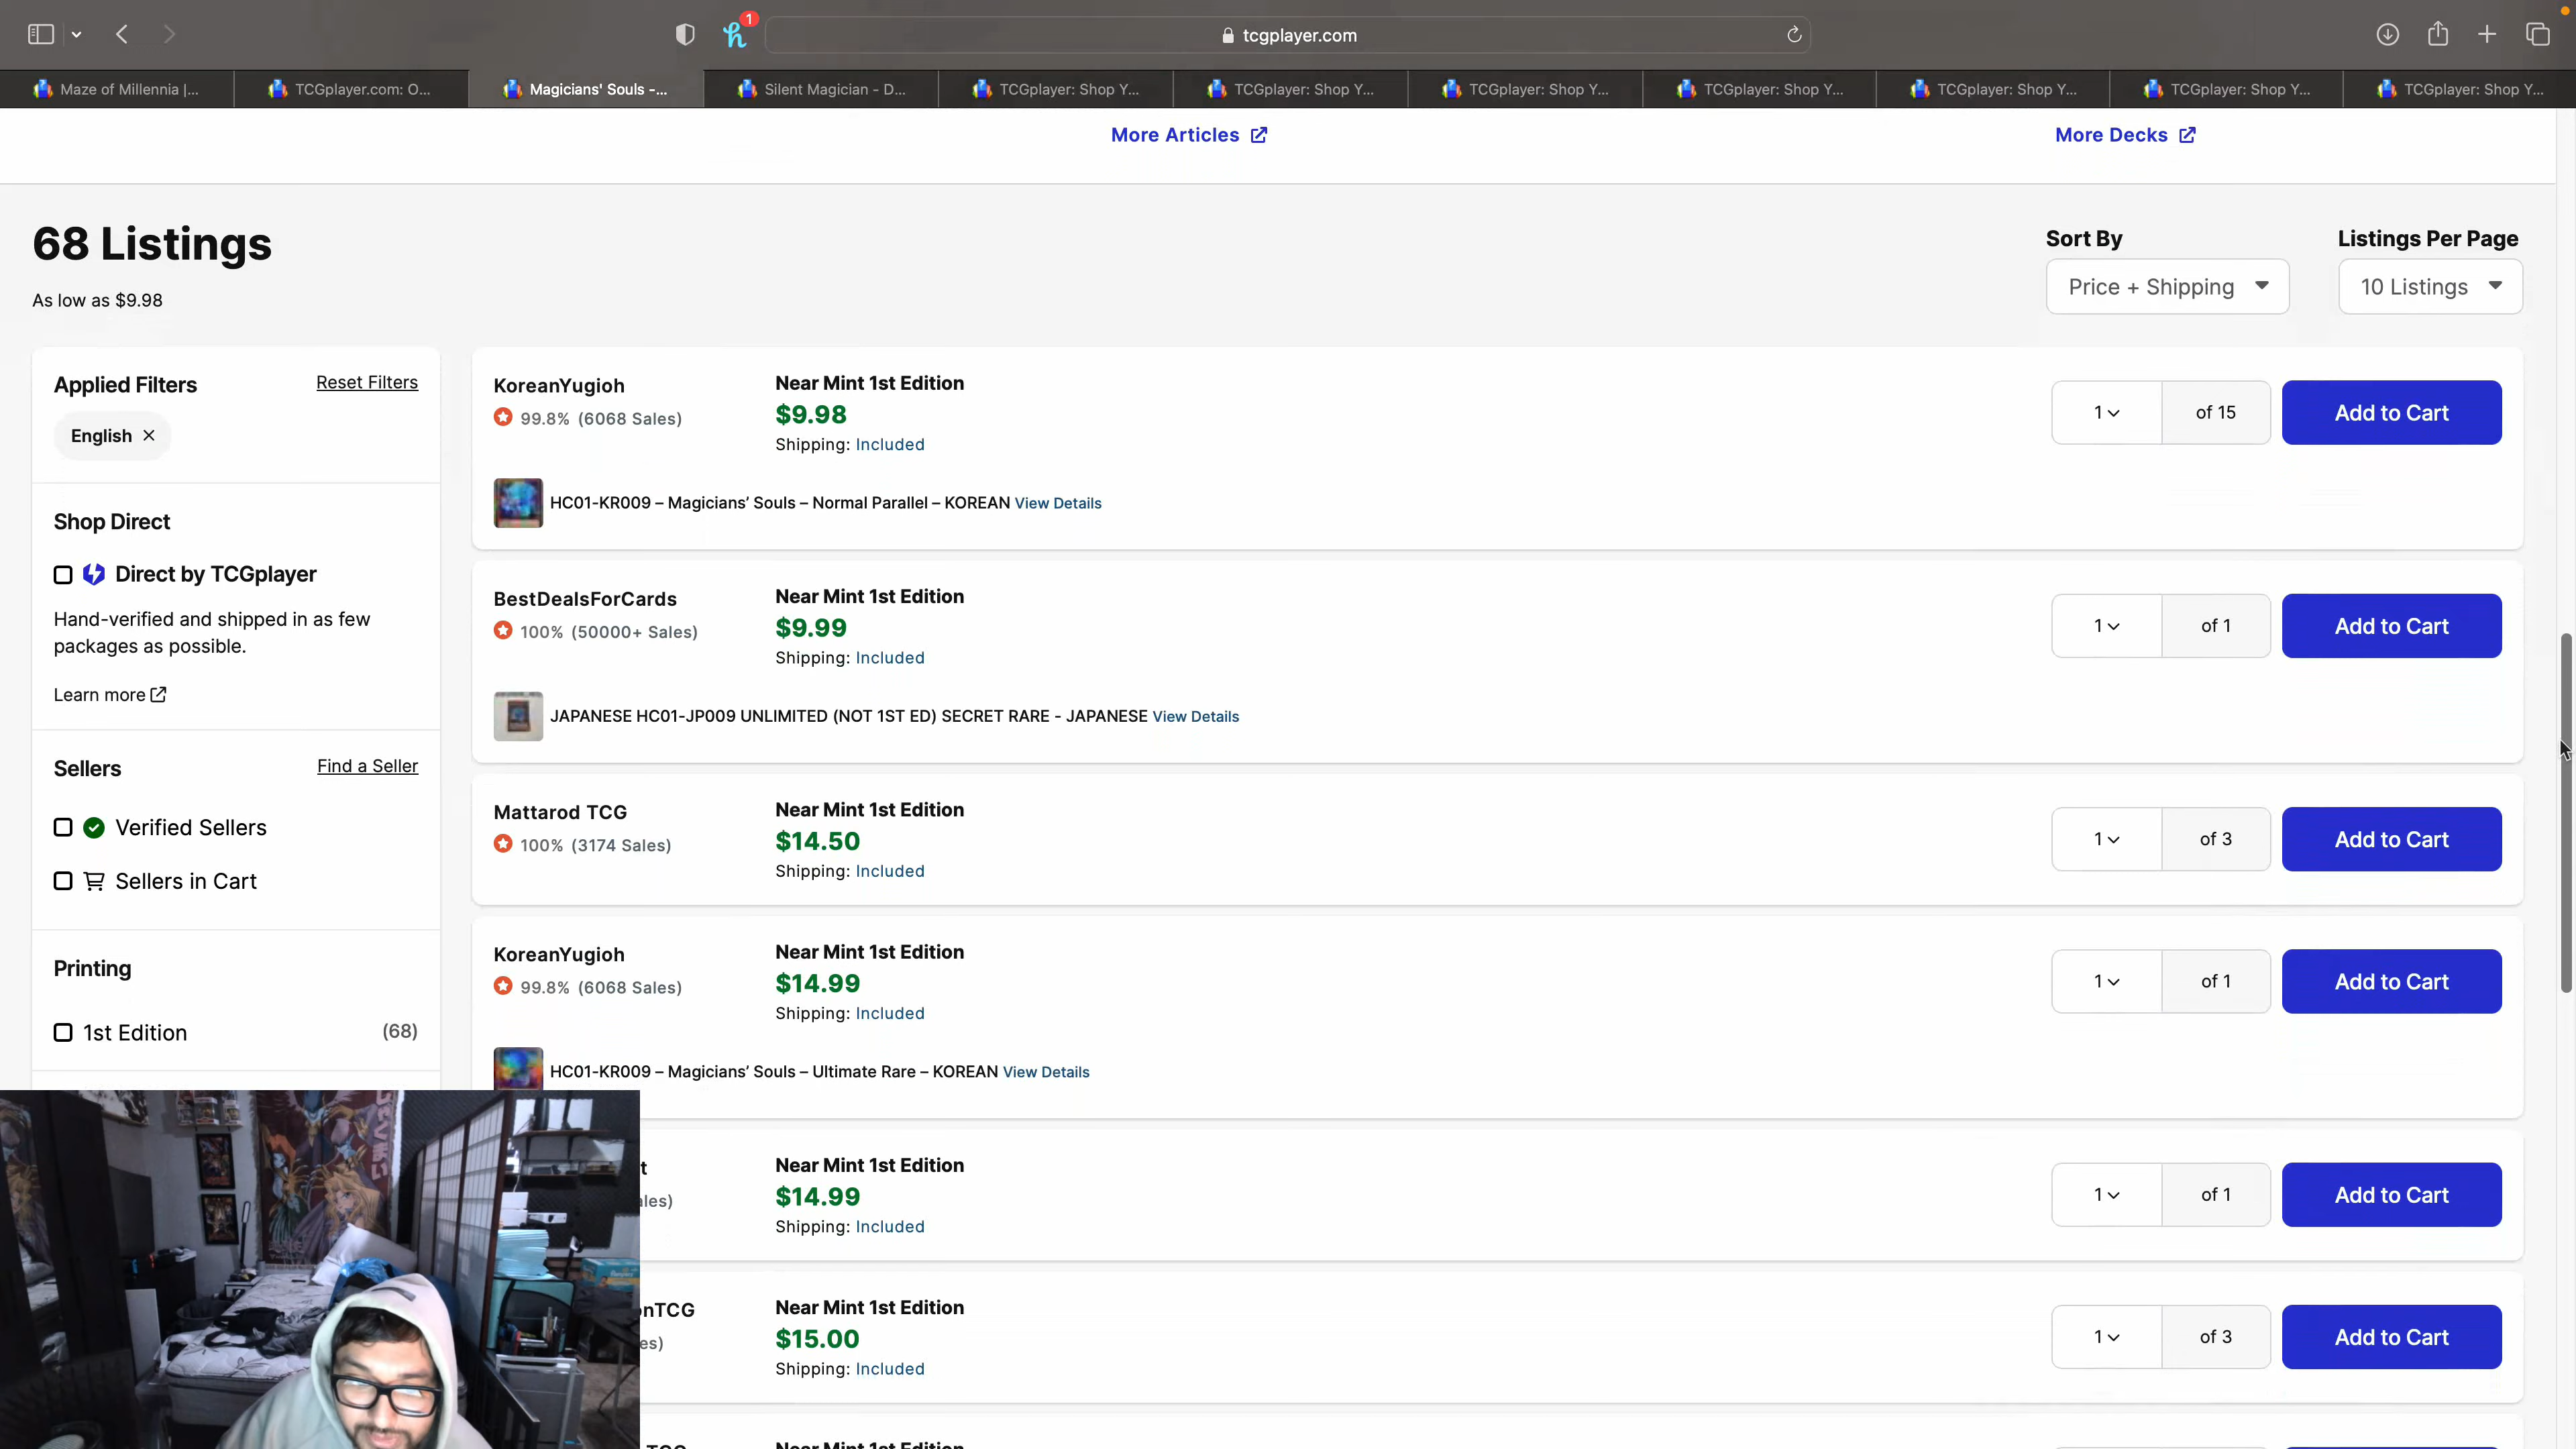 1
tcgplayer.com
Maze of Millennia |...
TCGplayer.com: O...
Magicians' Souls -...
Silent Magician - D...
TCGplayer: Shop Y...
TCGplayer: Shop Y...
TCGplayer: Shop Y...
TCGplayer: Shop Y...
TCGplayer: Shop Y...
TCGplayer: Shop Y...
TCGplayer: Shop Y...
More Articles
More Decks
68 Listings
As low as $9.98
Sort By
Price + Shipping
Listings Per Page
10 Listings
Applied Filters
Reset Filters
English
Shop Direct
Direct by TCGplayer
Hand-verified and shipped in as few
packages as possible.
Learn more
Sellers
Find a Seller
Verified Sellers
Sellers in Cart
Printing
1st Edition (68)
KoreanYugioh
99.8% (6068 Sales)
Near Mint 1st Edition
$9.98
Shipping: Included
1 of 15
Add to Cart
HC01-KR009 – Magicians’ Souls – Normal Parallel – KOREAN View Details
BestDealsForCards
100% (50000+ Sales)
Near Mint 1st Edition
$9.99
Shipping: Included
1 of 1
Add to Cart
JAPANESE HC01-JP009 UNLIMITED (NOT 1ST ED) SECRET RARE - JAPANESE View Details
Mattarod TCG
100% (3174 Sales)
Near Mint 1st Edition
$14.50
Shipping: Included
1 of 3
Add to Cart
KoreanYugioh
99.8% (6068 Sales)
Near Mint 1st Edition
$14.99
Shipping: Included
1 of 1
Add to Cart
HC01-KR009 – Magicians’ Souls – Ultimate Rare – KOREAN View Details
t
ales)
Near Mint 1st Edition
$14.99
Shipping: Included
1 of 1
Add to Cart
onTCG
es)
Near Mint 1st Edition
$15.00
Shipping: Included
1 of 3
Add to Cart
TCG
Near Mint 1st Edition